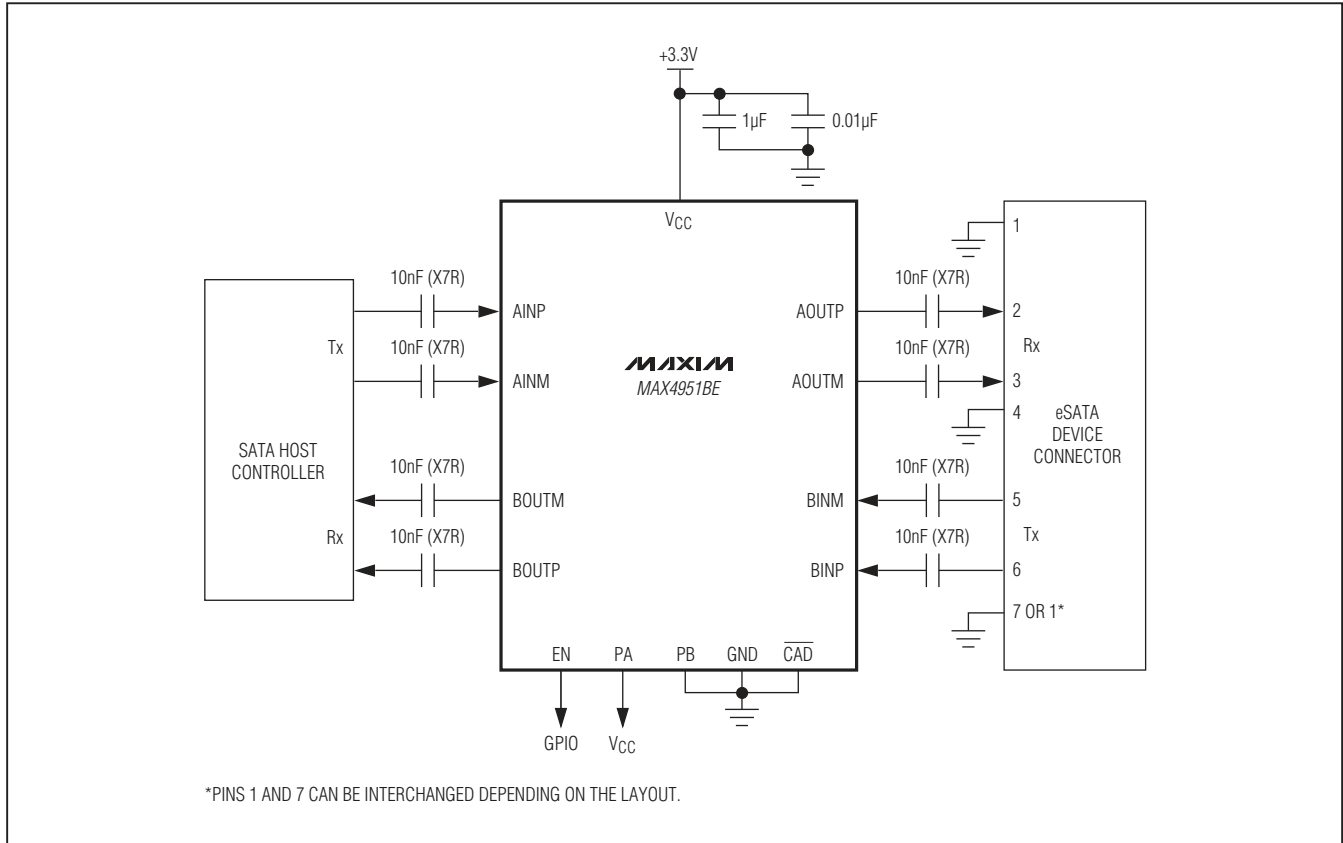 +3.3V
1µF
0.01µF
VCC
1
10nF (X7R)
10nF (X7R)
AINP
AOUTP
2
Tx
10nF (X7R)
MAXIM
10nF (X7R)
Rx
AINM
MAX4951BE
AOUTM
3
4
eSATA
DEVICE
CONNECTOR
SATA HOST
CONTROLLER
10nF (X7R)
10nF (X7R)
BOUTM
BINM
5
Rx
10nF (X7R)
10nF (X7R)
Tx
BOUTP
BINP
6
7 OR 1*
EN
PA
PB
GND
CAD
GPIO
VCC
*PINS 1 AND 7 CAN BE INTERCHANGED DEPENDING ON THE LAYOUT.